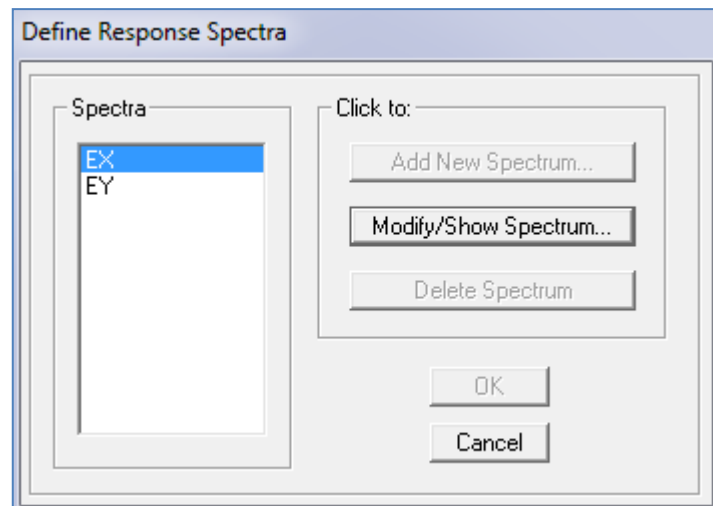 Define Response Spectra
Spectra
EX
EY
Click to:
Add New Spectrum...
Modify/Show Spectrum...
Delete Spectrum
OK
Cancel